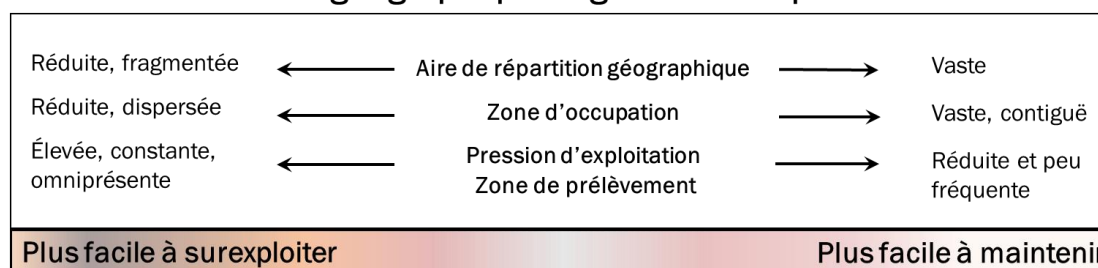 Réduite, fragmentée
Aire de répartition géographique
Vaste
Réduite, dispersée
Zone d'occupation
Vaste, contiguë
Élevée, constante,
omniprésente
Pression d'exploitation
Zone de prélèvement
Réduite et peu
fréquente
Plus facile à surexploiter
Plus facile à maintenir